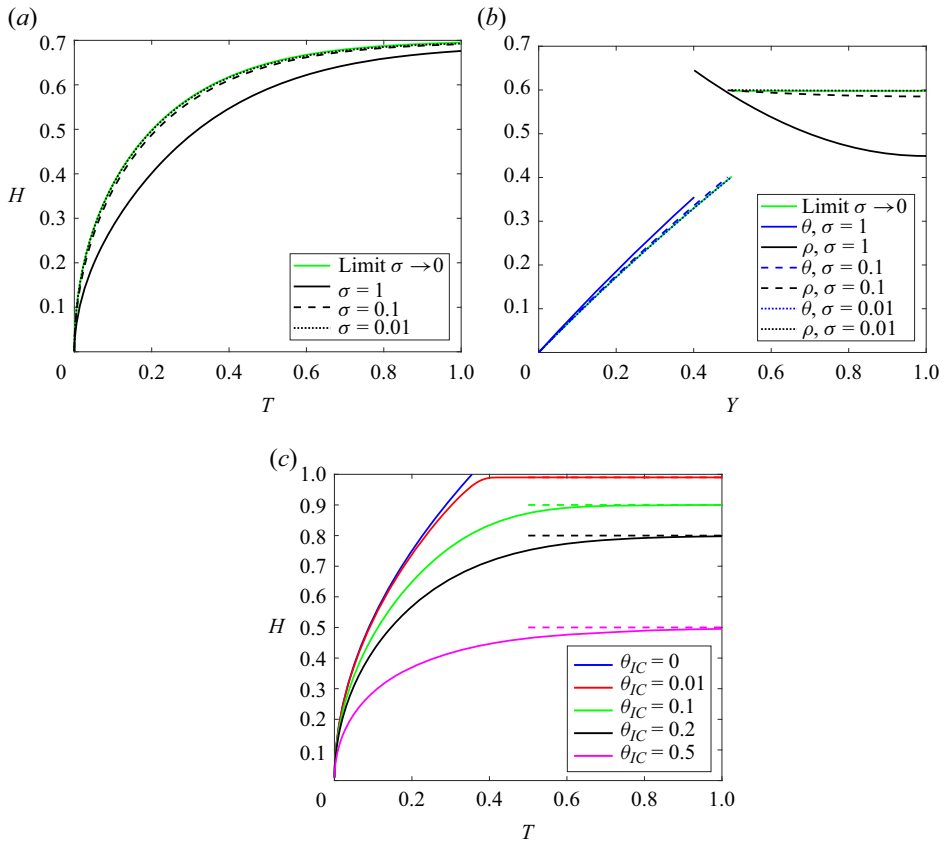 (a)
0.7
0.6
0.5
0.4
0.3
0.2
0.1
0
0.2
0.4
0.6
0.8
1.0
H
T
Limit σ → 0
σ = 1
σ = 0.1
σ = 0.01
(b)
0.7
0.6
0.5
0.4
0.3
0.2
0.1
0
0.2
0.4
0.6
0.8
1.0
Y
Limit σ → 0
θ, σ = 1
ρ, σ = 1
θ, σ = 0.1
ρ, σ = 0.1
θ, σ = 0.01
ρ, σ = 0.01
(c)
1.0
0.9
0.8
0.7
0.6
0.5
0.4
0.3
0.2
0.1
0
0.2
0.4
0.6
0.8
1.0
H
T
θIC = 0
θIC = 0.01
θIC = 0.1
θIC = 0.2
θIC = 0.5